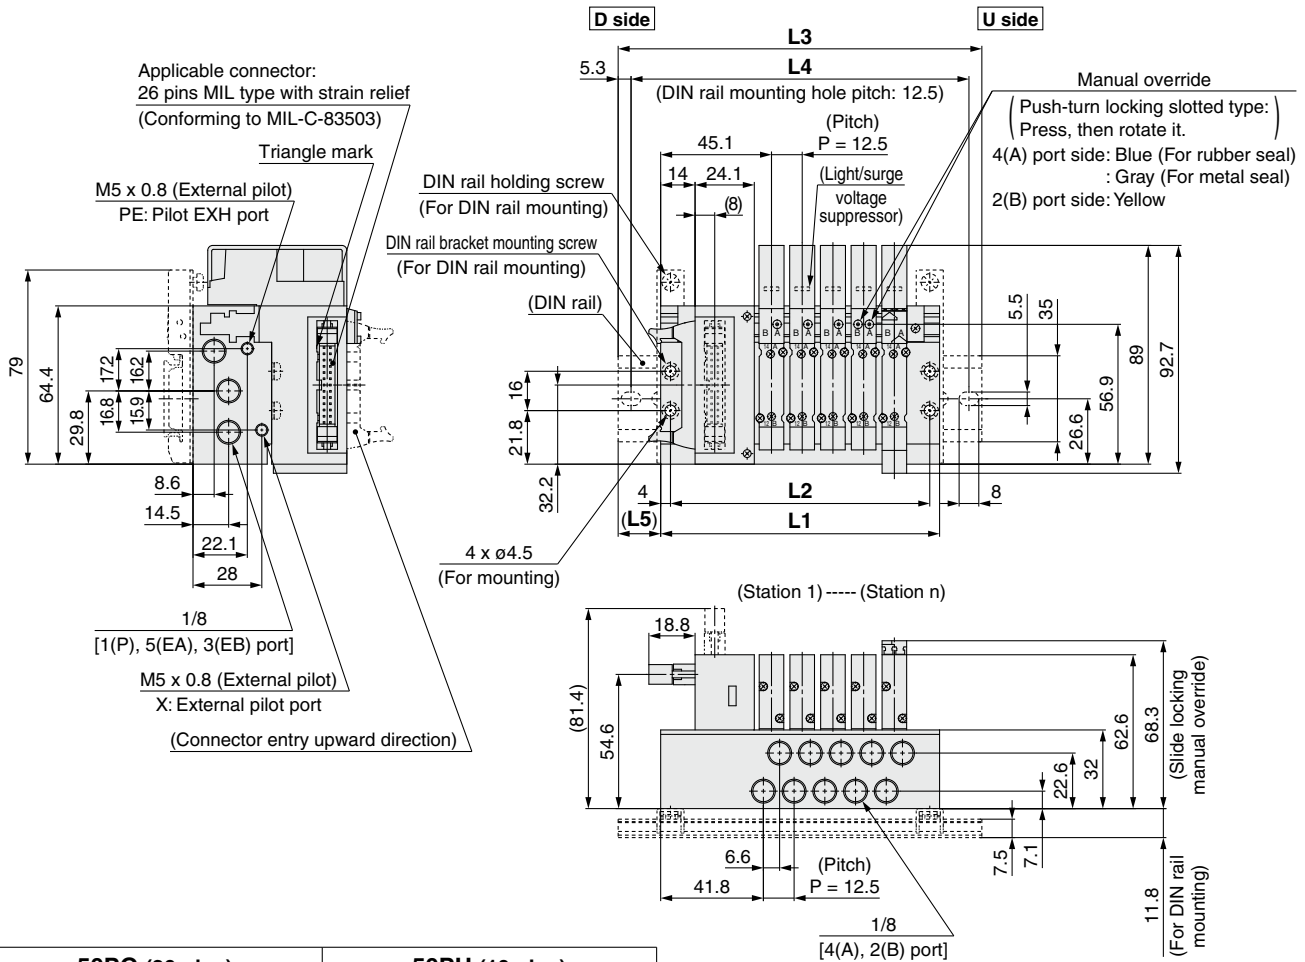 D side
U side
L3
5.3
L4
(DIN rail mounting hole pitch: 12.5)
Applicable connector:
26 pins MIL type with strain relief
(Conforming to MIL-C-83503)
Triangle mark
M5 x 0.8 (External pilot)
PE: Pilot EXH port
Manual override
(Push-turn locking slotted type:
Press, then rotate it.)
4(A) port side: Blue (For rubber seal)
: Gray (For metal seal)
2(B) port side: Yellow
(Pitch)
P = 12.5
45.1
14
24.1
(8)
(Light/surge
voltage
suppressor)
DIN rail holding screw
(For DIN rail mounting)
DIN rail bracket mounting screw
(For DIN rail mounting)
(DIN rail)
79
64.4
29.8
17.2
16.2
16.8
15.9
8.6
14.5
22.1
28
1/8
[1(P), 5(EA), 3(EB) port]
M5 x 0.8 (External pilot)
X: External pilot port
(Connector entry upward direction)
16
21.8
32.2
B A B A B A B A B A
5.5
35
89
92.7
56.9
26.6
4
L2
8
(L5)
L1
4 x ø4.5
(For mounting)
(Station 1) ----- (Station n)
18.8
(81.4)
54.6
22.6
32
62.6
68.3
(Slide locking
manual override)
7.5
7.1
11.8
(For DIN rail
mounting)
6.6
41.8
(Pitch)
P = 12.5
1/8
[4(A), 2(B) port]